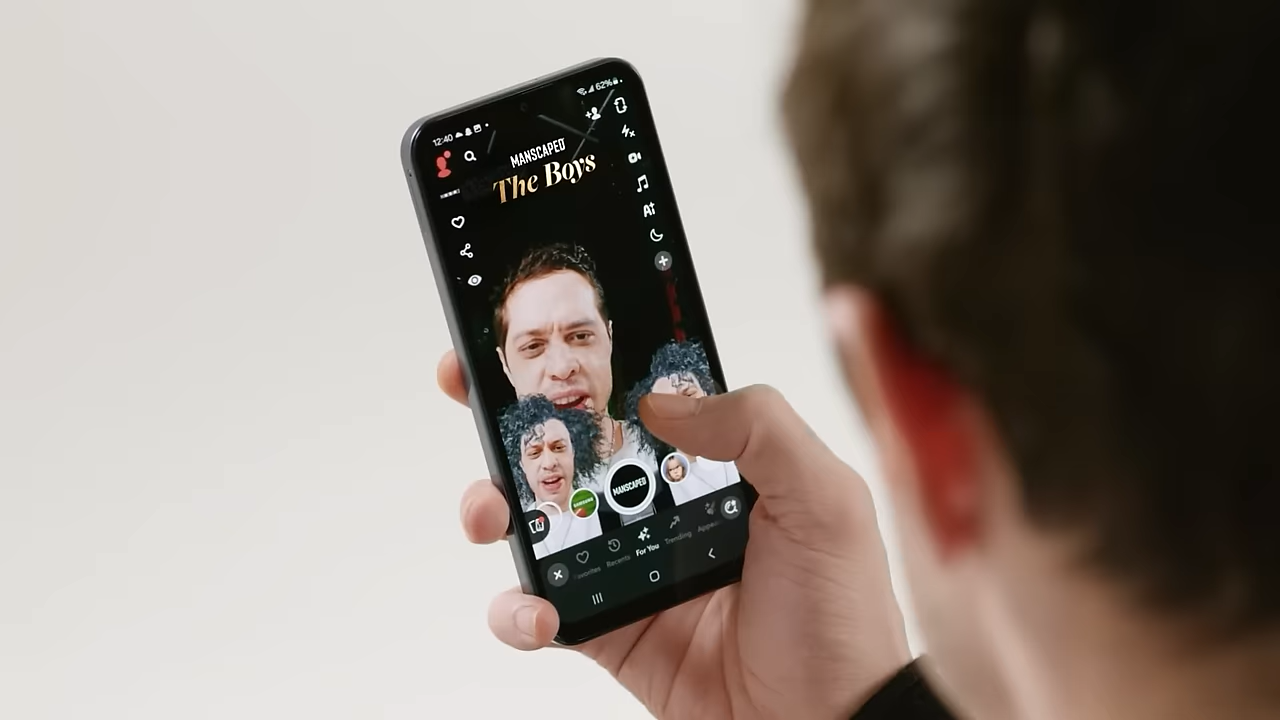 12:40
62%
MANSCAPED
The Boys
MANSCAPED
Favorites
Recents
For You
Trending